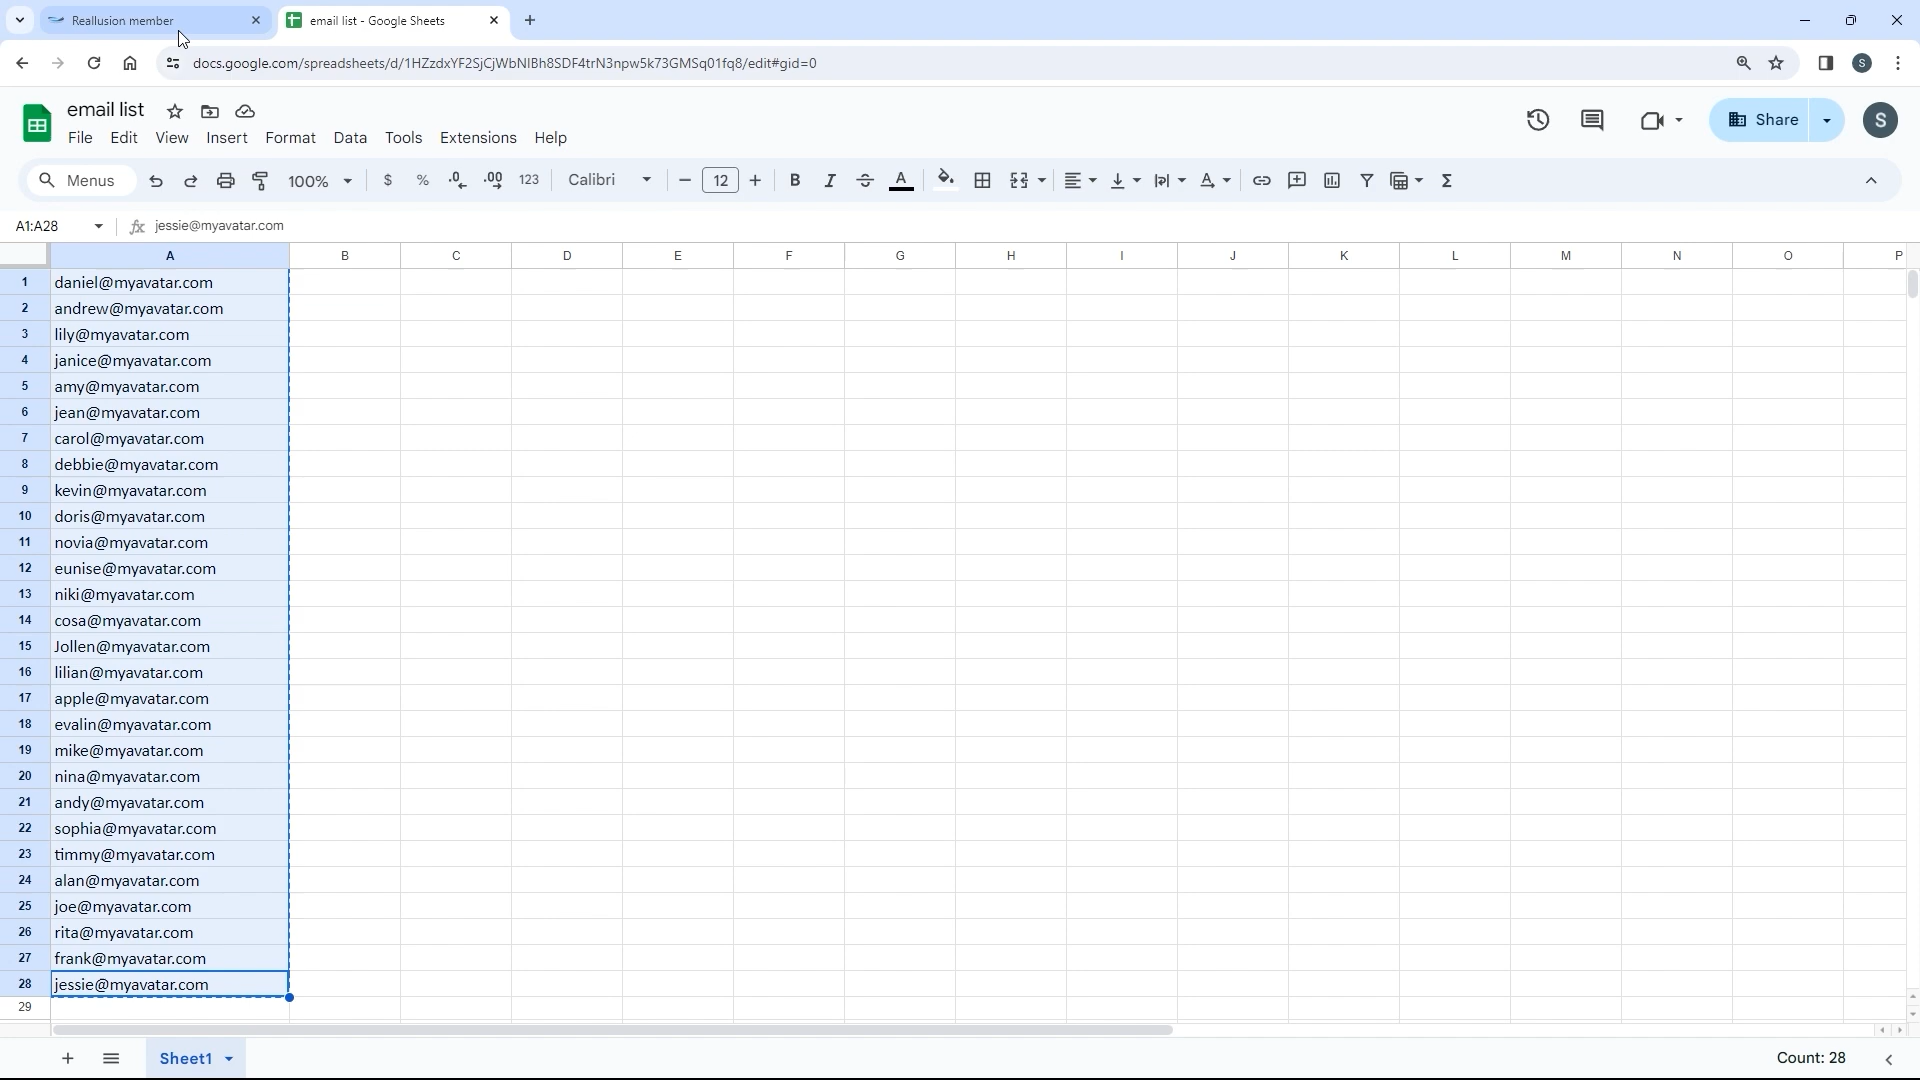 Reallusion member
email list - Google Sheets
docs.google.com/spreadsheets/d/1HZzdxYF2SjCjWbNIBh8SDF4trN3npw5k73GMSq01fq8/edit#gid=0
S
email list
File Edit View Insert Format Data Tools Extensions Help
Share
S
Menus
100%
$ % .0 .00 123
Calibri
12
B I S A
A1:A28
fx jessie@myavatar.com
A B C D E F G H I J K L M N O P
1 daniel@myavatar.com
2 andrew@myavatar.com
3 lily@myavatar.com
4 janice@myavatar.com
5 amy@myavatar.com
6 jean@myavatar.com
7 carol@myavatar.com
8 debbie@myavatar.com
9 kevin@myavatar.com
10 doris@myavatar.com
11 novia@myavatar.com
12 eunise@myavatar.com
13 niki@myavatar.com
14 cosa@myavatar.com
15 Jollen@myavatar.com
16 lilian@myavatar.com
17 apple@myavatar.com
18 evalin@myavatar.com
19 mike@myavatar.com
20 nina@myavatar.com
21 andy@myavatar.com
22 sophia@myavatar.com
23 timmy@myavatar.com
24 alan@myavatar.com
25 joe@myavatar.com
26 rita@myavatar.com
27 frank@myavatar.com
28 jessie@myavatar.com
29
Sheet1
Count: 28